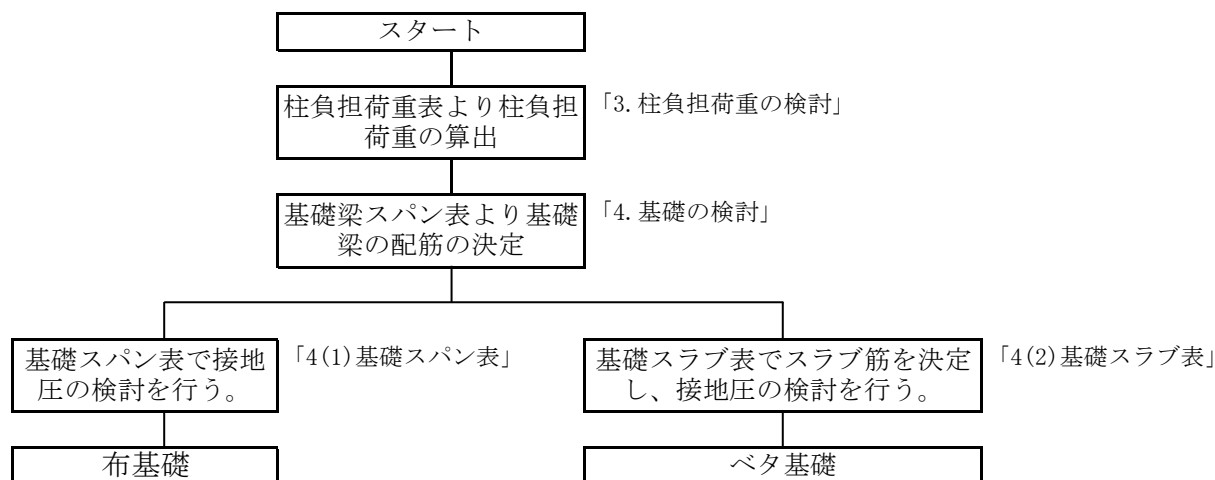 スタート
柱負担荷重表より柱負担
荷重の算出
「3.柱負担荷重の検討」
基礎梁スパン表より基礎
梁の配筋の決定
「4.基礎の検討」
基礎スパン表で接地
圧の検討を行う。
「4(1)基礎スパン表」
基礎スラブ表でスラブ筋を決定
し、接地圧の検討を行う。
「4(2)基礎スラブ表」
布基礎
ベタ基礎